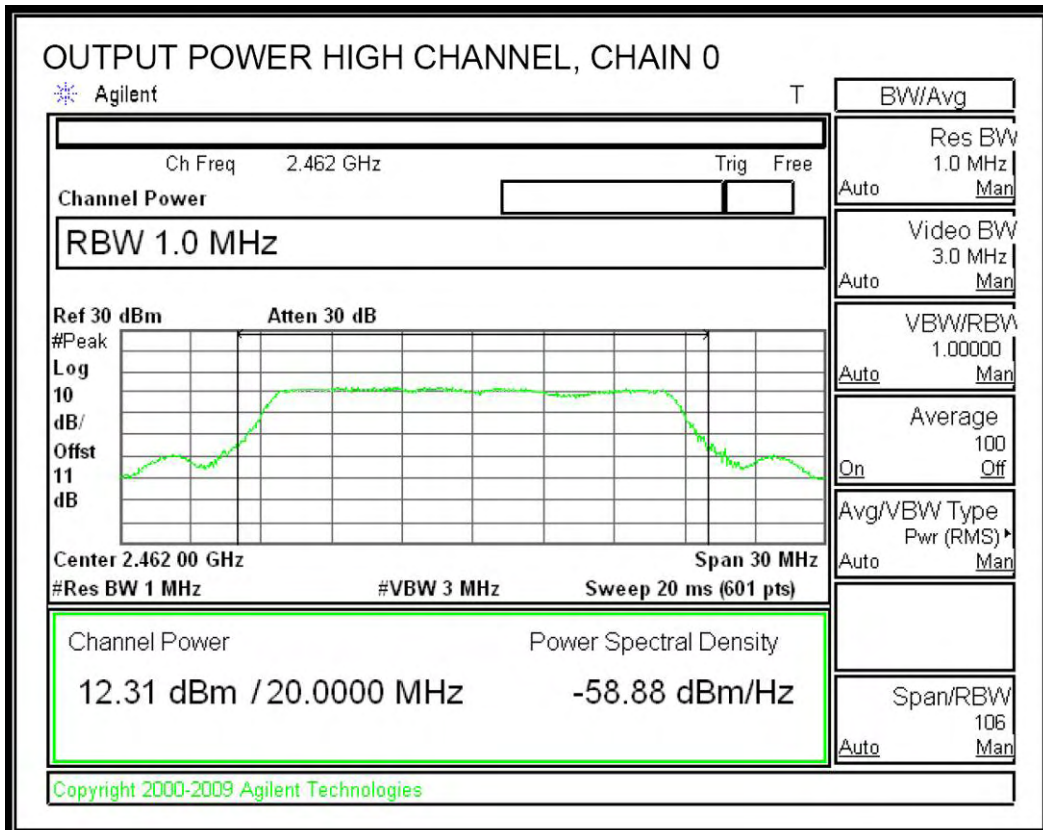 OUTPUT POWER HIGH CHANNEL, CHAIN 0
Agilent T
Ch Freq 2.462 GHz Trig Free
Channel Power
RBW 1.0 MHz
Ref 30 dBm Atten 30 dB
#Peak
Log
10
dB/
Offst
11
dB
Center 2.462 00 GHz Span 30 MHz
#Res BW 1 MHz #VBW 3 MHz Sweep 20 ms (601 pts)
Channel Power Power Spectral Density
12.31 dBm / 20.0000 MHz -58.88 dBm/Hz
Copyright 2000-2009 Agilent Technologies
BW/Avg
Res BW
1.0 MHz
Auto Man
Video BW
3.0 MHz
Auto Man
VBW/RBW
1.00000
Auto Man
Average
100
On Off
Avg/VBW Type
Pwr (RMS)
Auto Man
Span/RBW
106
Auto Man